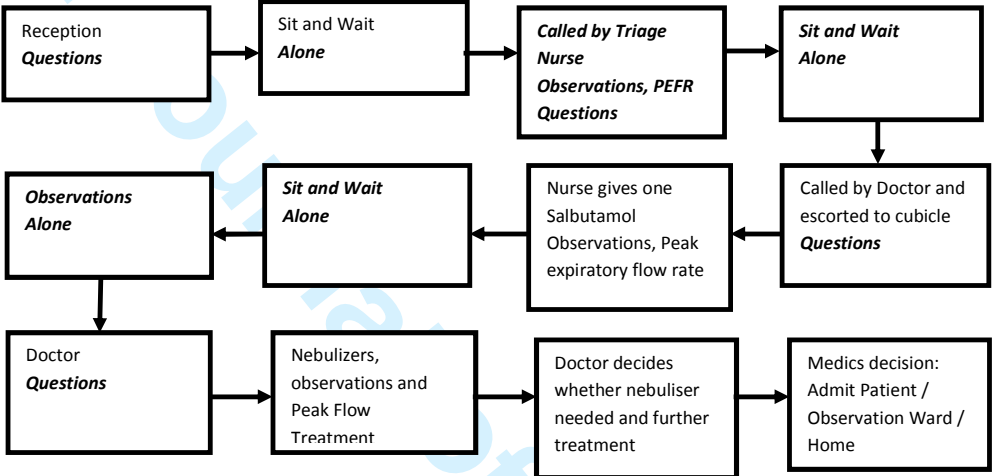 Reception
Questions
Sit and Wait
Alone
Called by Triage
Nurse
Observations, PEFR
Questions
Sit and Wait
Alone
Called by Doctor and
escorted to cubicle
Questions
Nurse gives one
Salbutamol
Observations, Peak
expiratory flow rate
Sit and Wait
Alone
Observations
Alone
Doctor
Questions
Nebulizers,
observations and
Peak Flow
Treatment
Doctor decides
whether nebuliser
needed and further
treatment
Medics decision:
Admit Patient /
Observation Ward /
Home